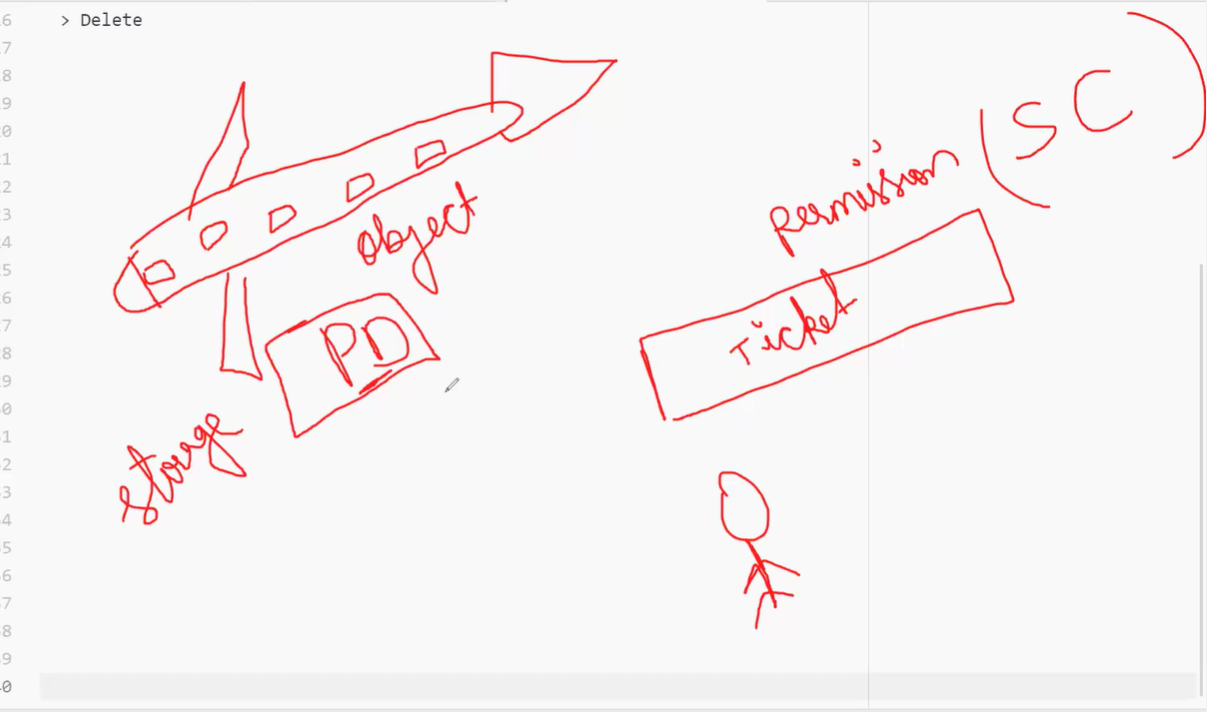 > Delete
(SC)
Permission
object
Ticket
PD
Storage